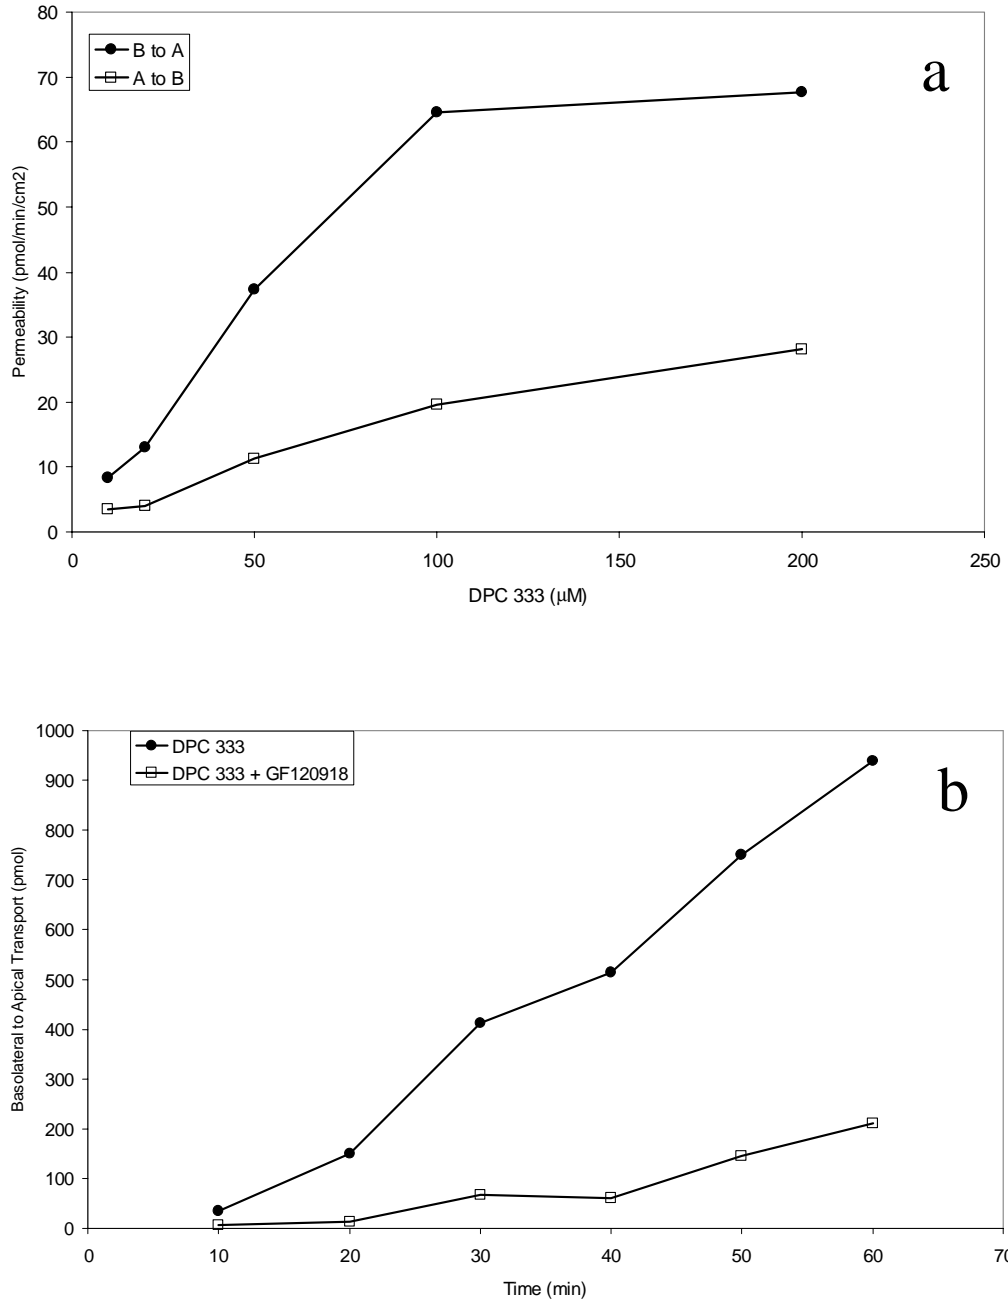 80
70
60
50
40
30
20
10
0
Permeability (pmol/min/cm2)
B to A
A to B
a
0 50 100 150 200 250
DPC 333 (μM)
1000
900
800
700
600
500
400
300
200
100
0
Basolateral to Apical Transport (pmol)
DPC 333
DPC 333 + GF120918
b
0 10 20 30 40 50 60 70
Time (min)